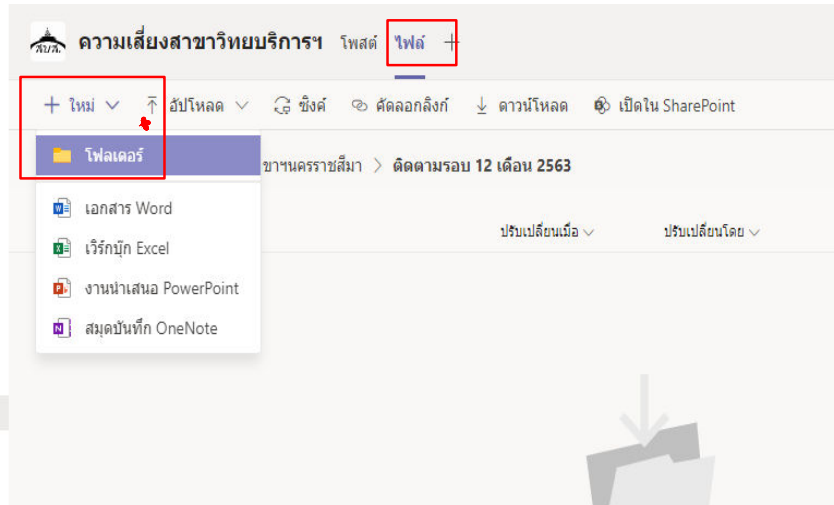 สบส. ความเสี่ยงสาขาวิทยบริการฯ โพสต์ ไฟล์ +
+ ใหม่ อัปโหลด ซิงค์ คัดลอกลิงก์ ดาวน์โหลด เปิดใน SharePoint
โฟลเดอร์ ขาฯนครราชสีมา > ติดตามรอบ 12 เดือน 2563
เอกสาร Word
ปรับเปลี่ยนเมื่อ ปรับเปลี่ยนโดย
เวิร์กบุ๊ก Excel
งานนำเสนอ PowerPoint
สมุดบันทึก OneNote